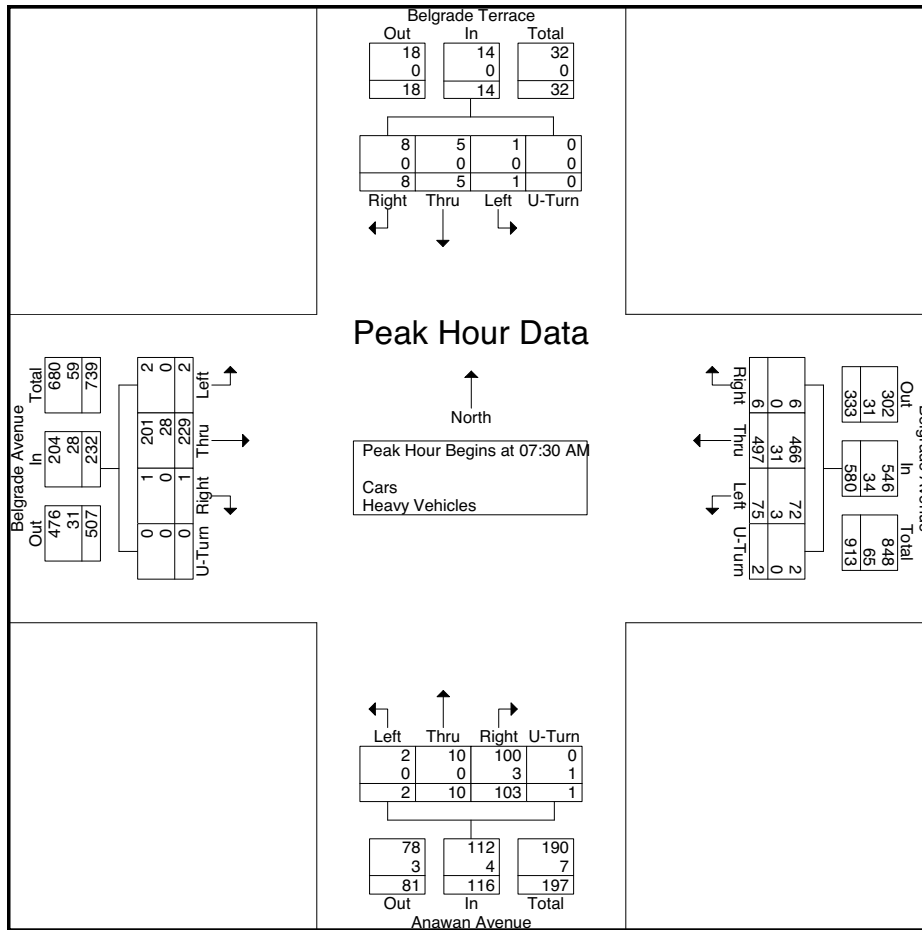 Belgrade Terrace
Out In Total
18 14 32
0 0 0
18 14 32
8 5 1 0
0 0 0 0
8 5 1 0
Right Thru Left U-Turn
Peak Hour Data
North
Peak Hour Begins at 07:30 AM
Cars
Heavy Vehicles
Belgrade Avenue
Out In Total
476 204 680
31 28 59
507 232 739
U-Turn Right Thru Left
0 1 201 2
0 0 28 0
0 1 229 2
Belgrade Avenue
Out In Total
302 546 848
31 34 65
333 580 913
6 466 72 2
0 31 3 0
6 497 75 2
Right Thru Left U-Turn
Left Thru Right U-Turn
2 10 100 0
0 0 3 1
2 10 103 1
78 112 190
3 4 7
81 116 197
Out In Total
Anawan Avenue